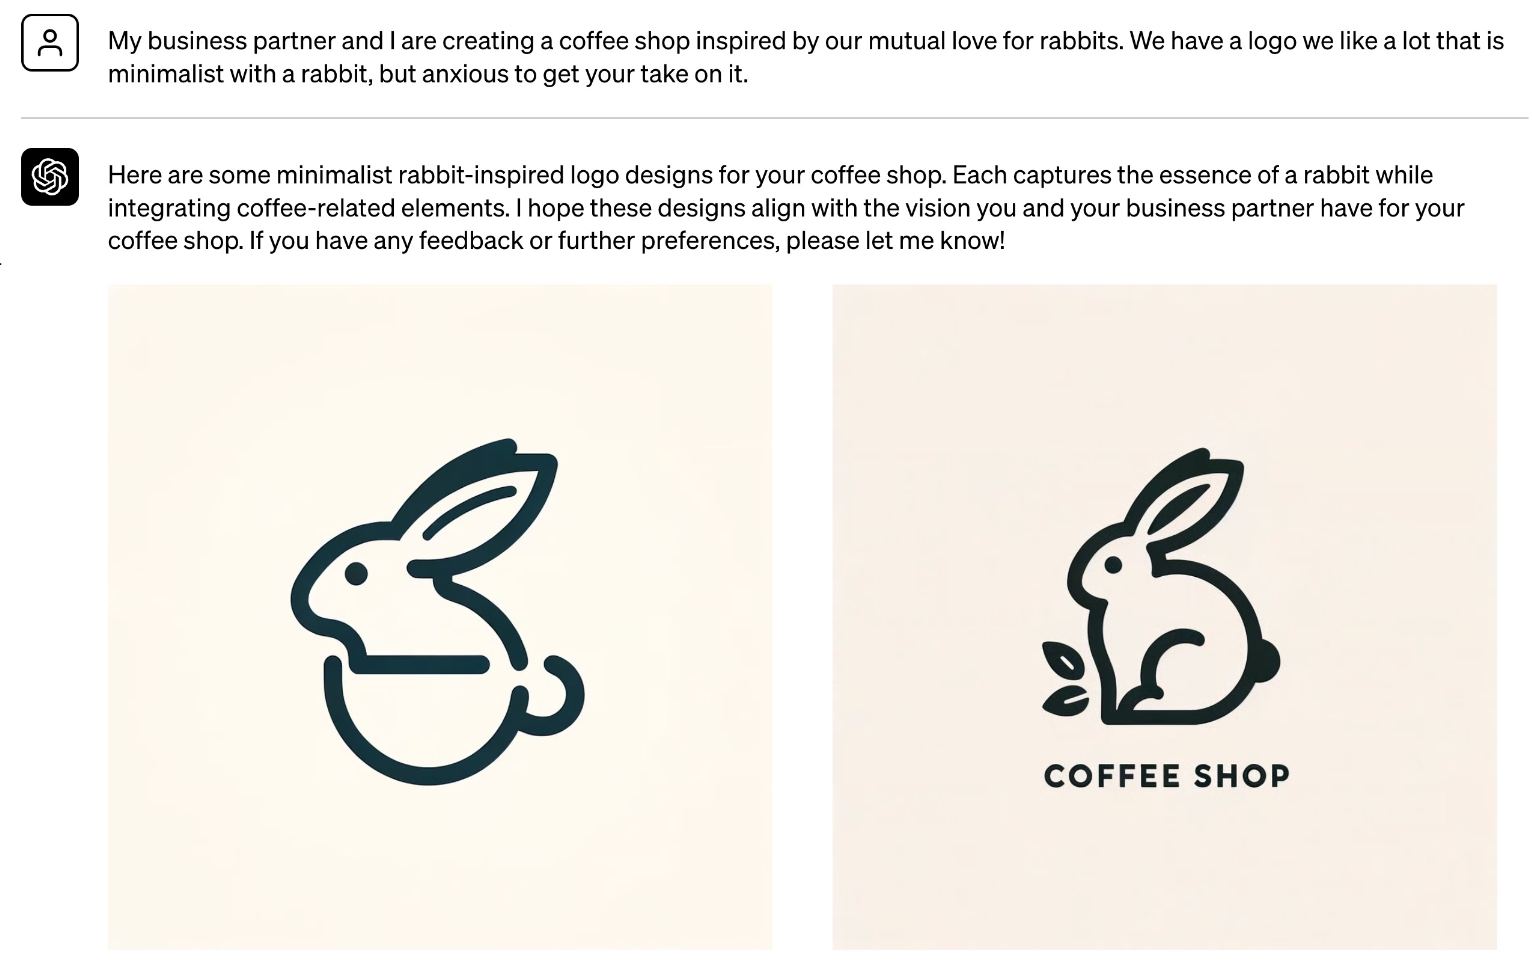 My business partner and I are creating a coffee shop inspired by our mutual love for rabbits. We have a logo we like a lot that is
minimalist with a rabbit, but anxious to get your take on it.
Here are some minimalist rabbit-inspired logo designs for your coffee shop. Each captures the essence of a rabbit while
integrating coffee-related elements. I hope these designs align with the vision you and your business partner have for your
coffee shop. If you have any feedback or further preferences, please let me know!
COFFEE SHOP